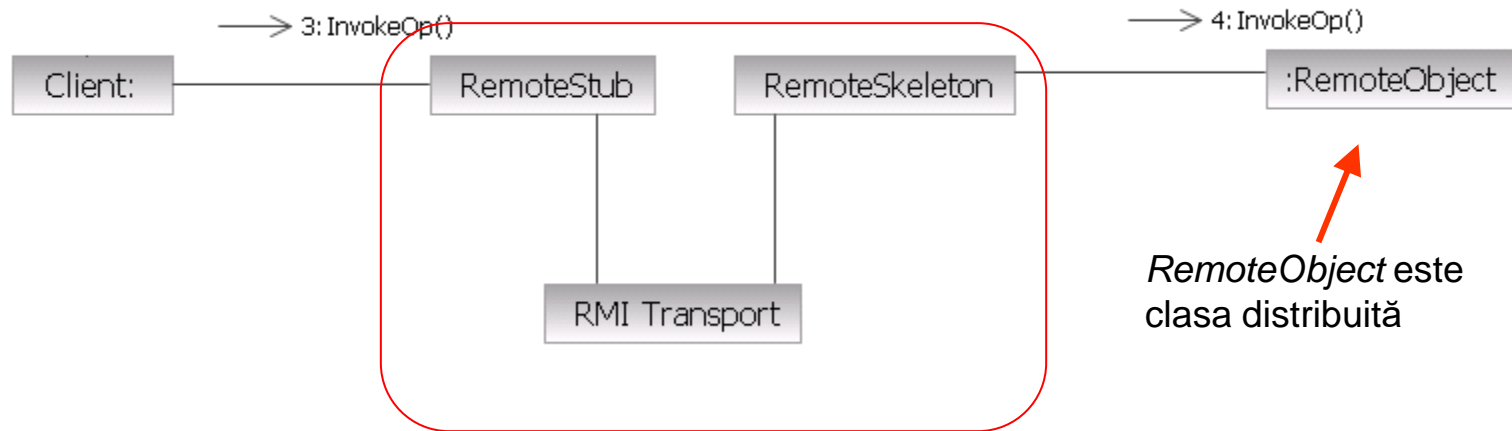 3: InvokeOp()
4: InvokeOp()
Client:
RemoteStub
RemoteSkeleton
:RemoteObject
RMI Transport
RemoteObject este
clasa distribuită